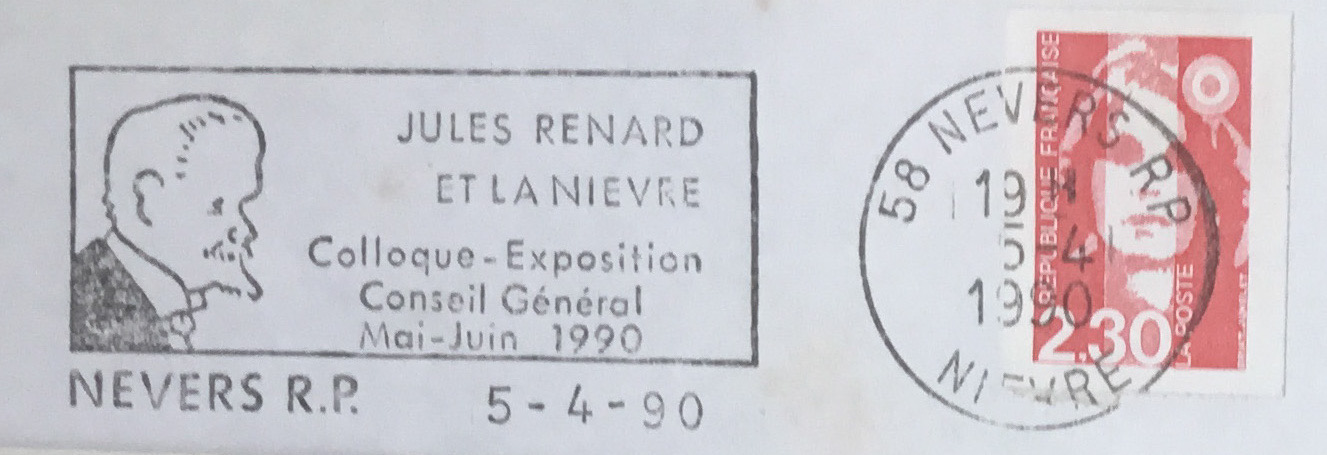 JULES RENARD
ET LA NIEVRE
Colloque-Exposition
Conseil Général
Mai-Juin 1990
NEVERS R.P. 5-4-90
58 NEVERS RP
19 H
5 4
1990
NIEVRE
REPUBLIQUE FRANÇAISE
2,30
LA POSTE